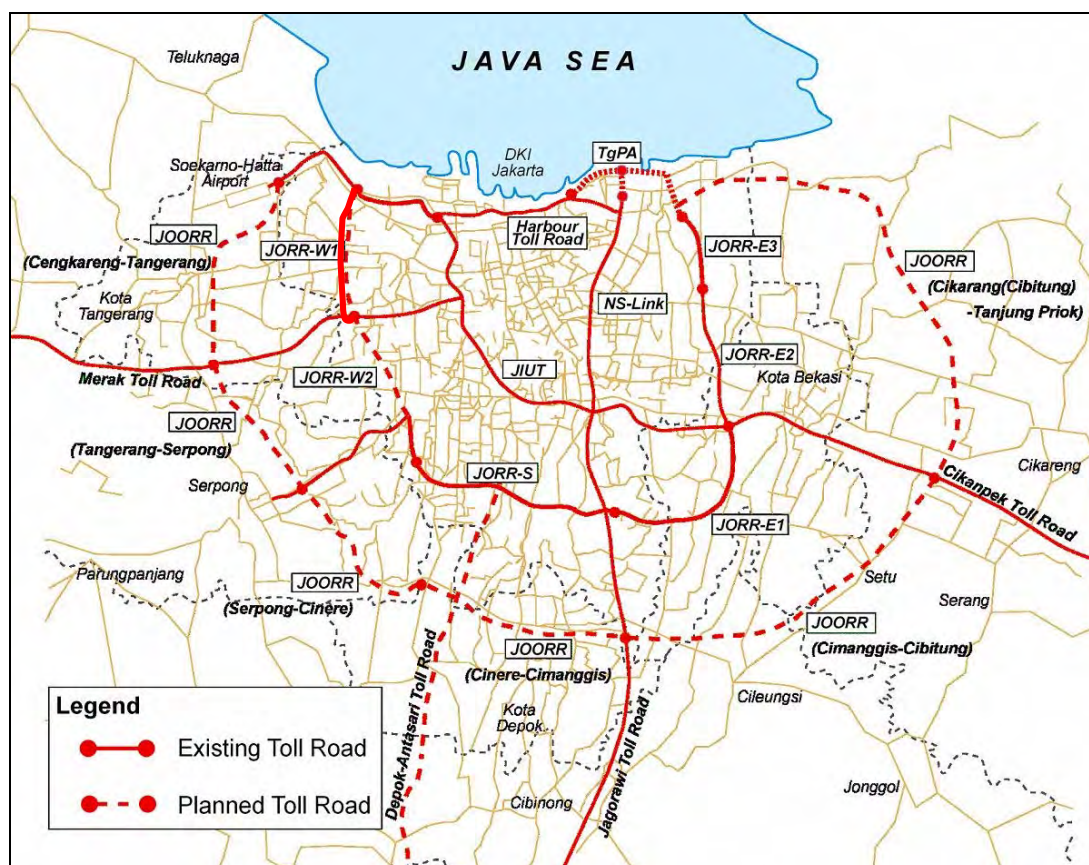 JAVA SEA
Teluknaga
Soekarno-Hatta
Airport
DKI
Jakarta
TgPA
JOORR
(Cengkareng-Tangerang)
JORR-W1
Harbour
Toll Road
JORR-E3
JOORR
(Cikarang(Cibitung)
-Tanjung Priok)
Kota
Tangerang
NS-Link
Merak Toll Road
JORR-W2
JIUT
JORR-E2
Kota Bekasi
JOORR
(Tangerang-Serpong)
Serpong
JORR-S
JORR-E1
Cikareng
Cikanpek Toll Road
Parungpanjang
JOORR
(Serpong-Cinere)
Setu
Serang
JOORR
(Cimanggis-Cibitung)
JOORR
(Cinere-Cimanggis)
Depok-Antasari Toll Road
Kota
Depok
Jagorawi Toll Road
Cileungsi
Cibinong
Jonggol
Legend
Existing Toll Road
Planned Toll Road